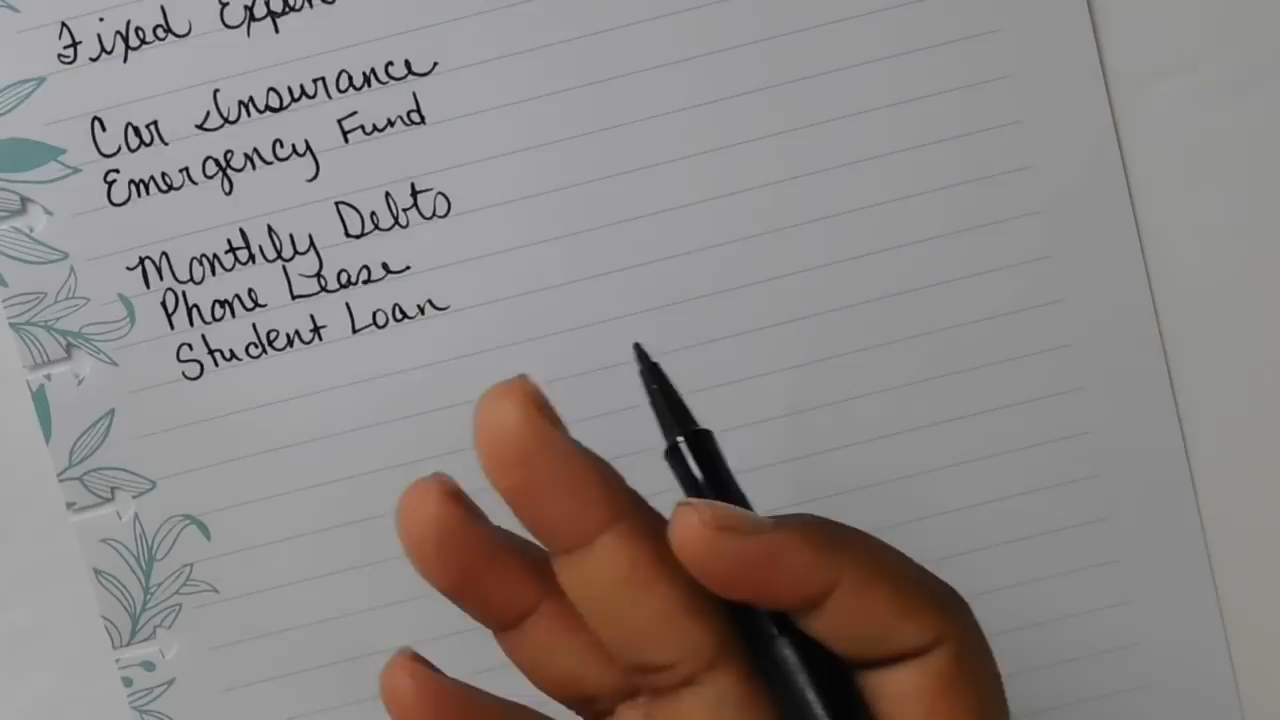 Fixed
Car Insurance
Emergency Fund
Monthly Debts
Phone Lease
Student Loan